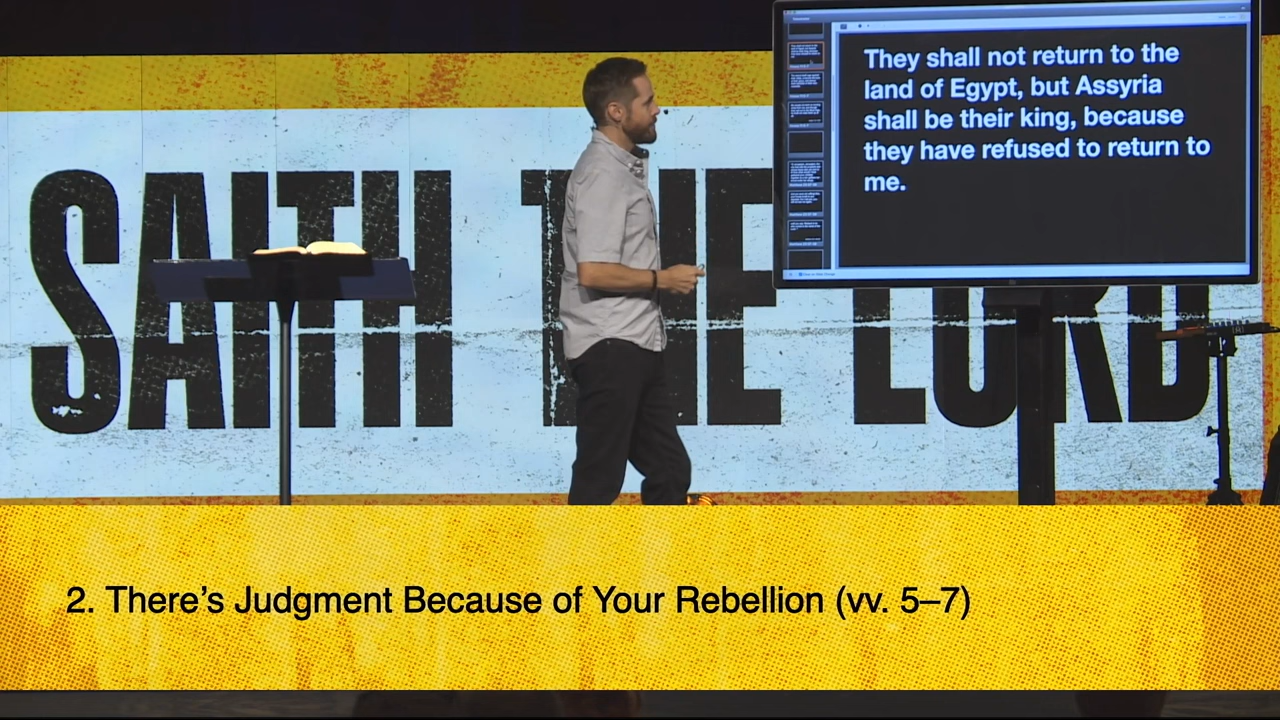 They shall not return to the
land of Egypt, but Assyria
shall be their king, because
they have refused to return to
me.
SAITH THE LORD
2. There’s Judgment Because of Your Rebellion (vv. 5–7)